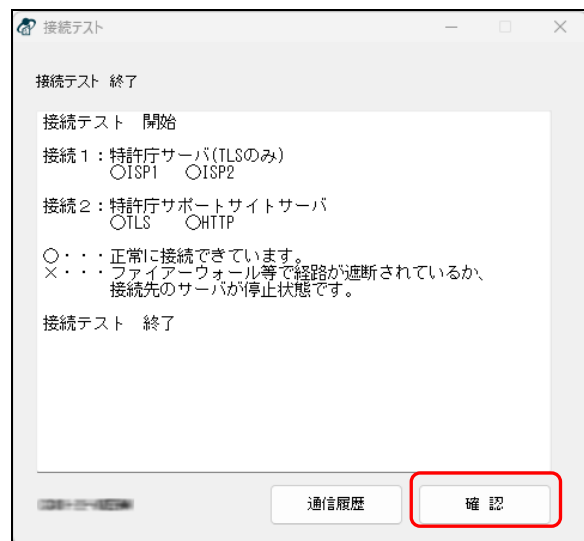 接続テスト
接続テスト 終了
接続テスト 開始
接続1:特許庁サーバ(TLSのみ)
○ISP1 ○ISP2
接続2:特許庁サポートサイトサーバ
○TLS ○HTTP
○・・・正常に接続できています。
×・・・ファイアーウォール等で経路が遮断されているか、
接続先のサーバが停止状態です。
接続テスト 終了
通信履歴 確 認